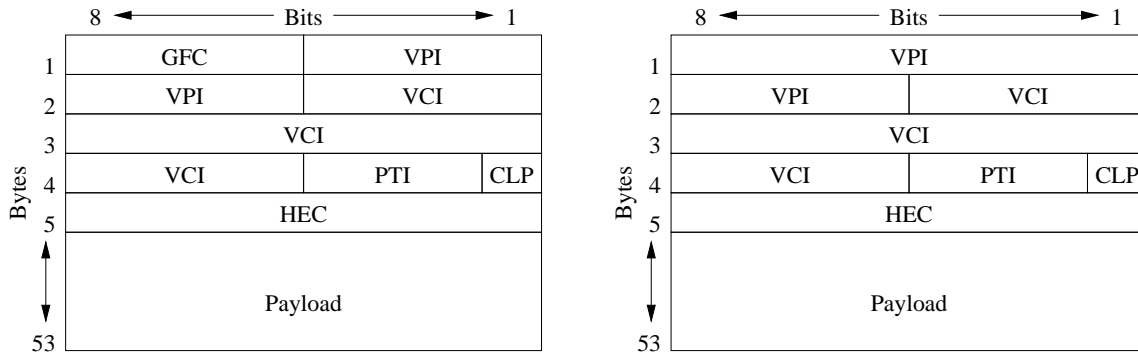 8 Bits 1
GFC VPI
1
VPI VCI
2
VCI
3
VCI PTI CLP
4
HEC
5
Bytes
Payload
53
8 Bits 1
VPI
1
VPI VCI
2
VCI
3
VCI PTI CLP
4
HEC
5
Bytes
Payload
53